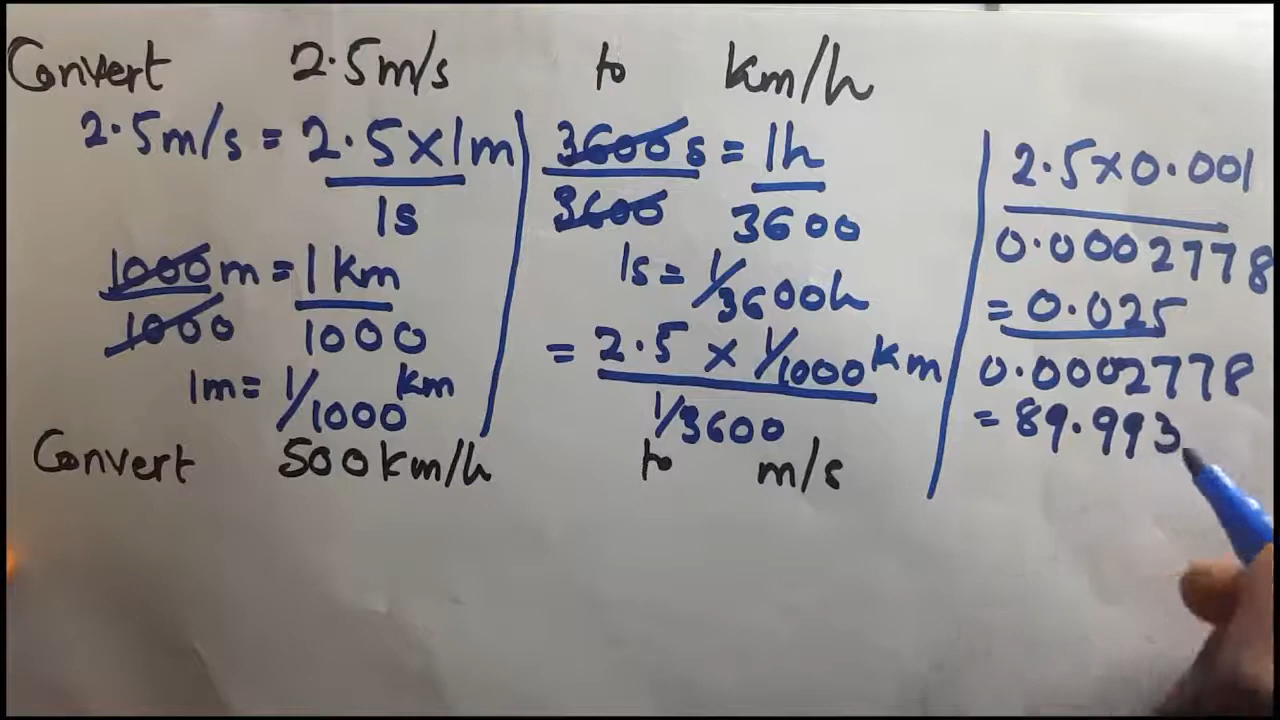 Convert 2.5m/s to km/h
2.5m/s = 2.5×1m
1s
1000m = 1km
1000 1000
1m = 1/1000 km
3600s = 1h
3600 3600
1s = 1/3600h
= 2.5 × 1/1000 km
1/3600
2.5×0.001
0.0002778
= 0.025
0.0002778
= 89.993
Convert 500km/h to m/s